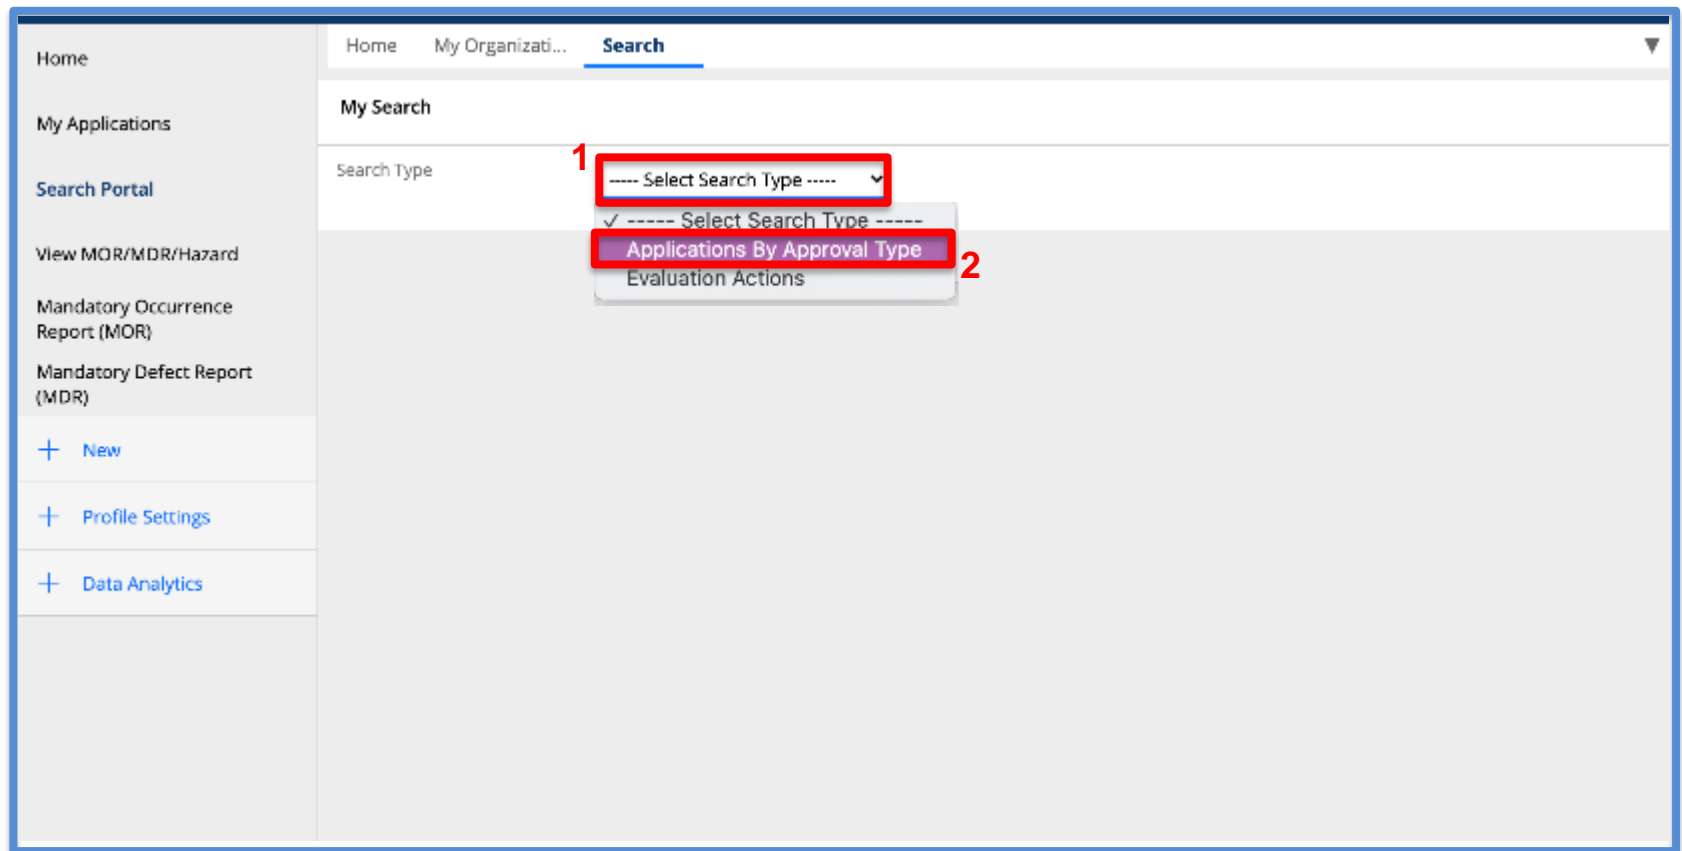 Home
My Applications
Search Portal
View MOR/MDR/Hazard
Mandatory Occurrence
Report (MOR)
Mandatory Defect Report
(MDR)
+ New
+ Profile Settings
+ Data Analytics
Home My Organizati... Search ▼
My Search
Search Type
1
----- Select Search Type -----
✓ ----- Select Search Type -----
Applications By Approval Type
2
Evaluation Actions